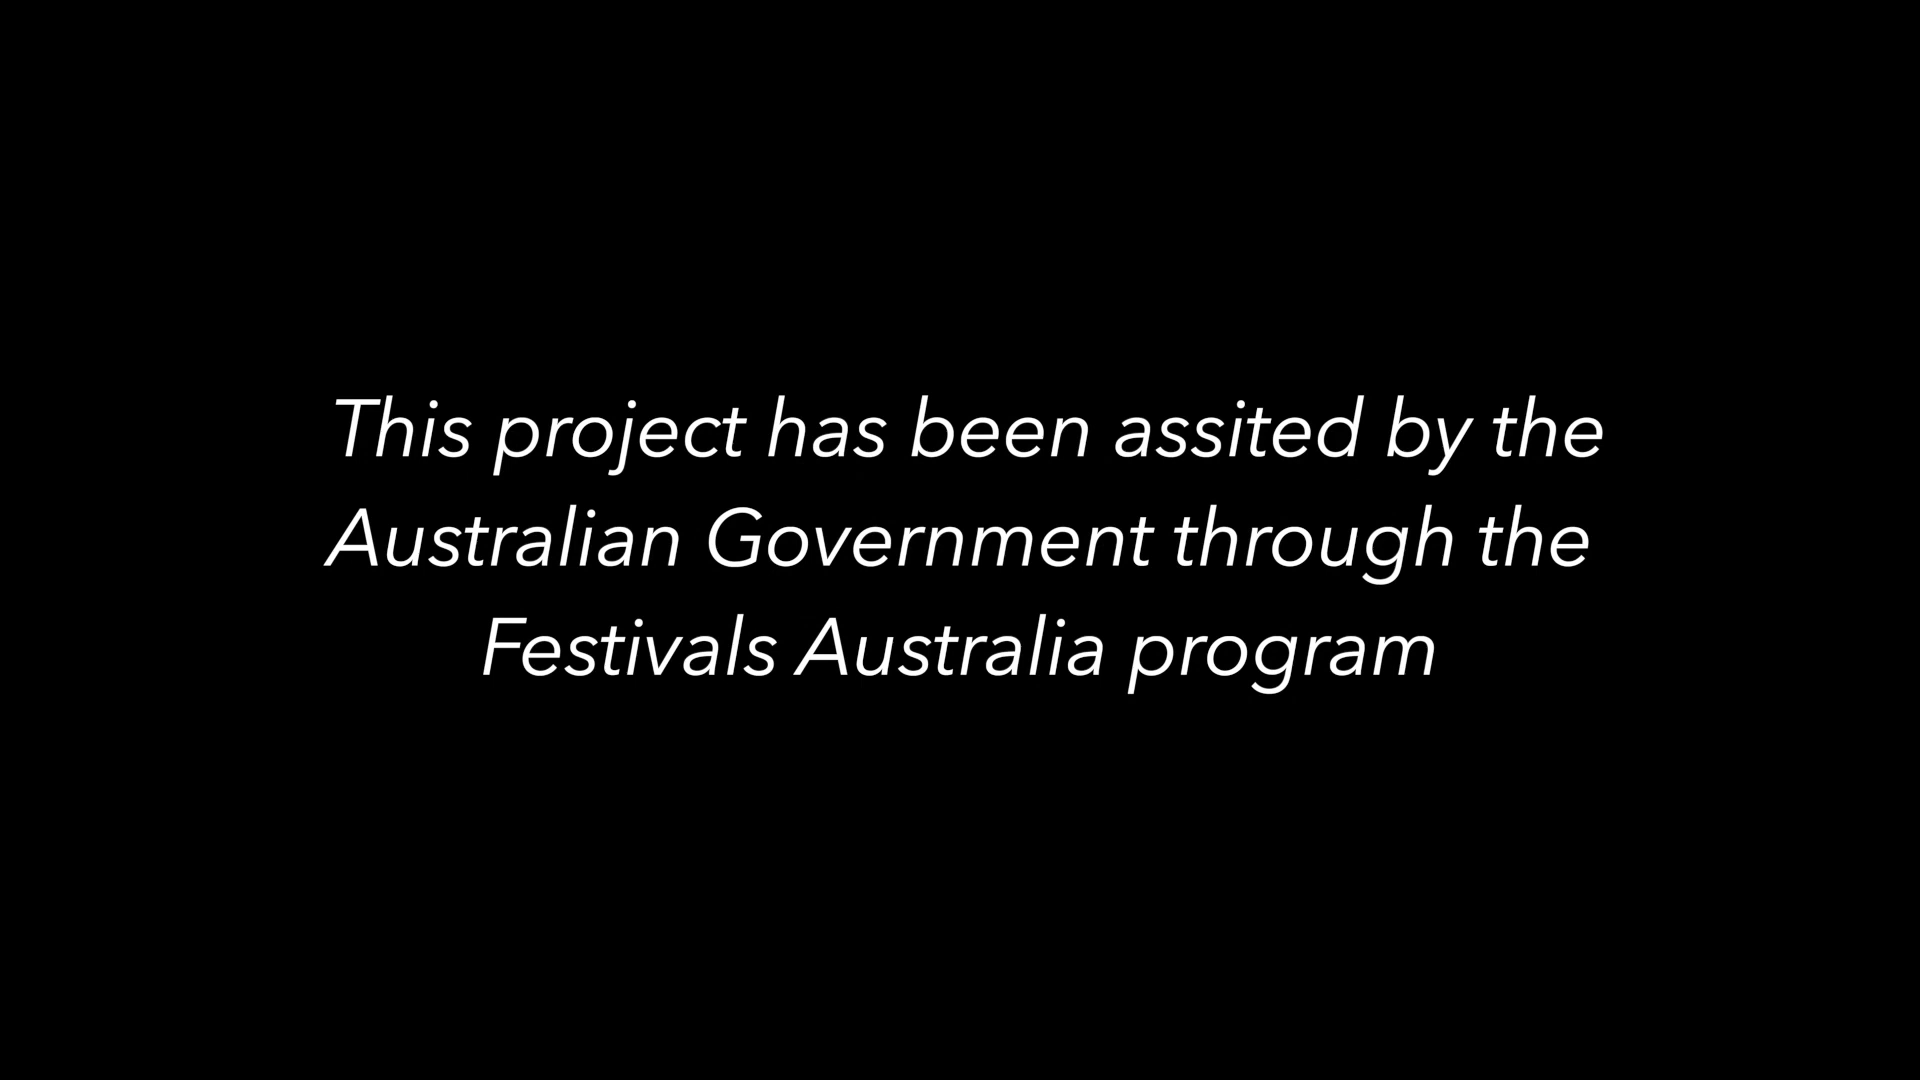 This project has been assited by the
Australian Government through the
Festivals Australia program